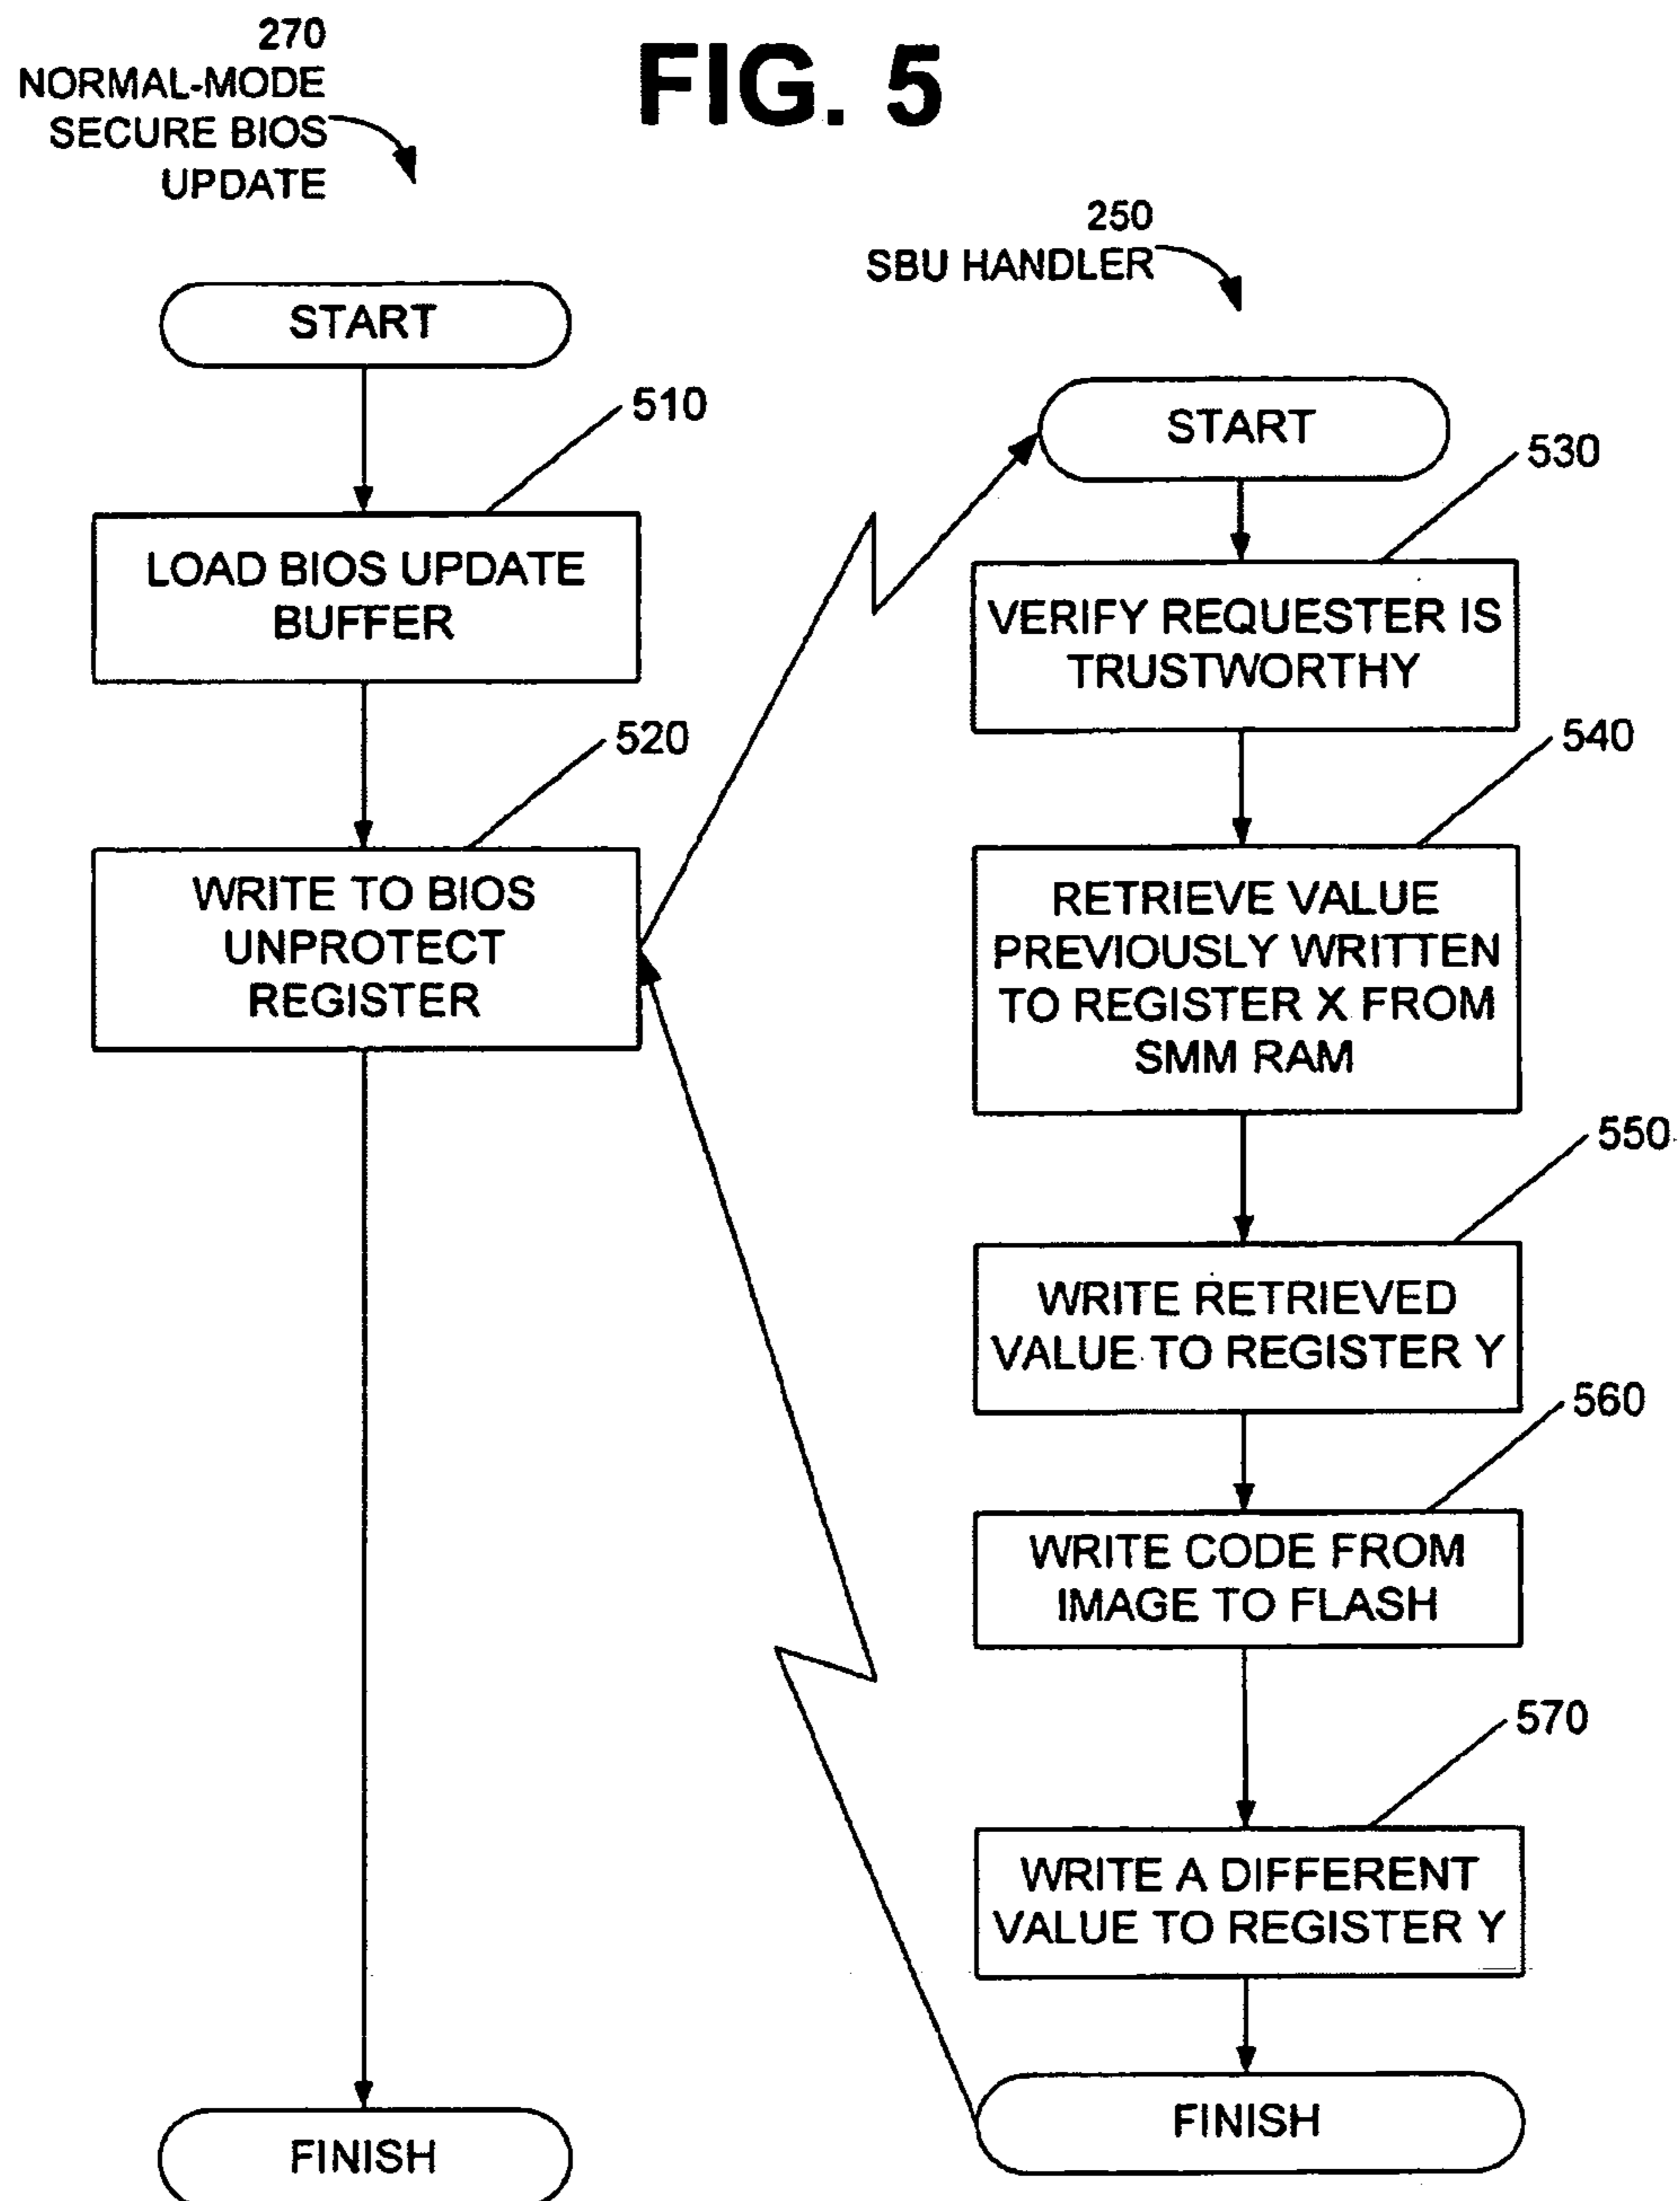 FIG. 5
270
NORMAL-MODE
SECURE BIOS
UPDATE
START
510
LOAD BIOS UPDATE
BUFFER
520
WRITE TO BIOS
UNPROTECT
REGISTER
FINISH
250
SBU HANDLER
START
530
VERIFY REQUESTER IS
TRUSTWORTHY
540
RETRIEVE VALUE
PREVIOUSLY WRITTEN
TO REGISTER X FROM
SMM RAM
550
WRITE RETRIEVED
VALUE TO REGISTER Y
560
WRITE CODE FROM
IMAGE TO FLASH
570
WRITE A DIFFERENT
VALUE TO REGISTER Y
FINISH